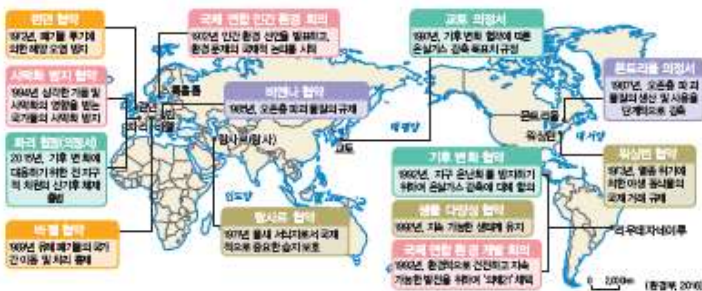 런던 협약
1972년, 폐기물 투기에
의한 해양 오염 방지
국제 연합 인간 환경 회의
1972년 인간 환경 선언을 발표하고,
환경 문제의 국제적 논의를 시작
교토 의정서
1997년, 기후 변화 협약에 따른
온실가스 감축 목표치 규정
몬트리올 의정서
1987년, 오존층 파괴
물질의 생산 및 사용을
단계적으로 감축
사막화 방지 협약
1994년 심각한 가뭄 및
사막화의 영향을 받는
국가들의 사막화 방지
비엔나 협약
1985년, 오존층 파괴 물질의 규제
스톡홀름
런던
파리
바젤
파리 협정(의정서)
2015년, 기후 변화에
대응하기 위한 전 지구
적 차원의 신기후 체제
출범
람사르(람사)
교토
태평양
몬트리올
워싱턴
대서양
인도양
기후 변화 협약
1992년, 지구 온난화를 방지하기
위하여 온실가스 감축에 대해 합의
워싱턴 협약
1973년, 멸종 위기에
처한 야생 동식물의
국제 거래 규제
바젤 협약
1989년 유해 폐기물의 국가
간 이동 및 처리 통제
람사르 협약
1971년 물새 서식지로서 국제
적으로 중요한 습지 보호
생물 다양성 협약
1992년, 지속 가능한 생태계 유지
리우데자네이루
국제 연합 환경 개발 회의
1992년, 환경적으로 건전하고 지속
가능한 발전을 위하여 '의제21' 채택
0 2,000km
(환경부, 2016)